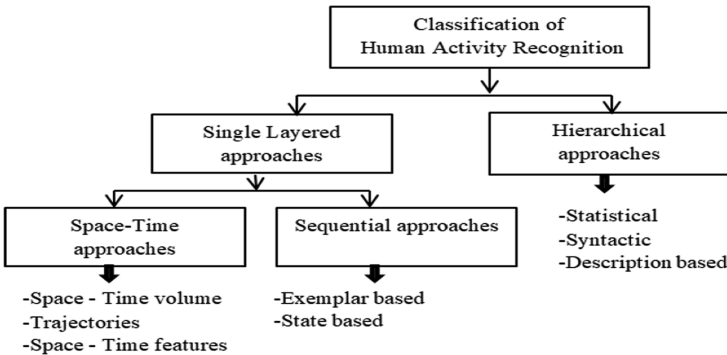 Classification of
Human Activity Recognition
Single Layered
approaches
Hierarchical
approaches
Space-Time
approaches
Sequential approaches
-Statistical
-Syntactic
-Description based
-Space - Time volume
-Trajectories
-Space - Time features
-Exemplar based
-State based